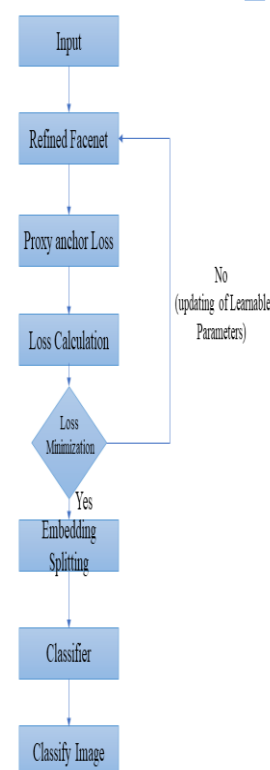 Input
Refined Facenet
Proxy anchor Loss
No
(updating of Learnable
Parameters)
Loss Calculation
Loss
Minimization
Yes
Embedding
Splitting
Classifier
Classify Image